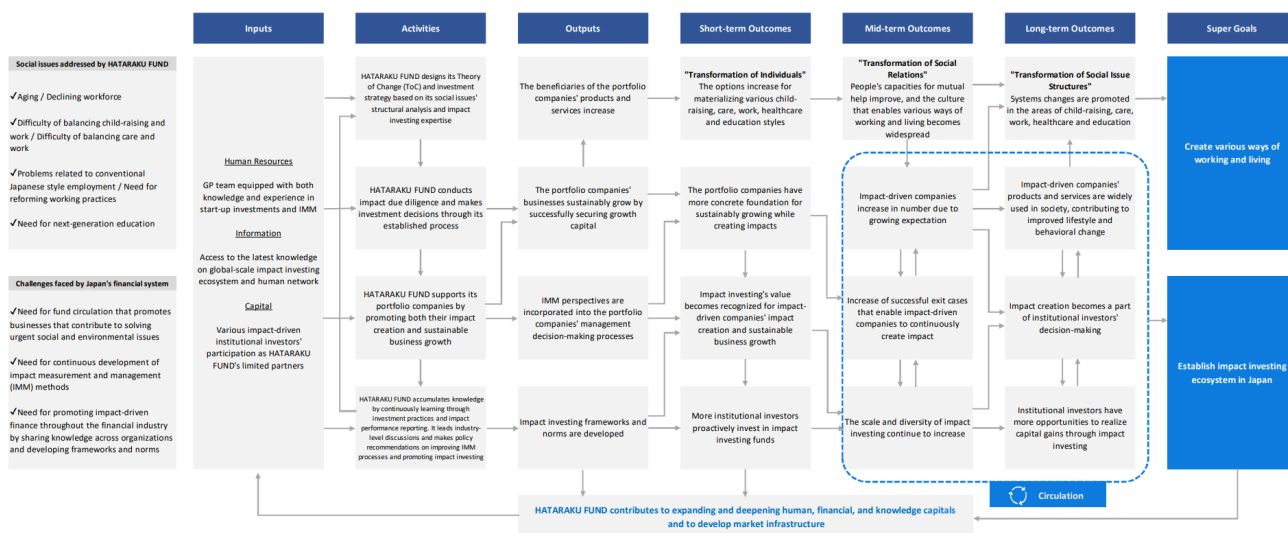 Inputs
Activities
Outputs
Short-term Outcomes
Mid-term Outcomes
Long-term Outcomes
Super Goals
Social issues addressed by HATARAKU FUND
✓Aging / Declining workforce
✓Difficulty of balancing child-raising and
work / Difficulty of balancing care and
work
✓Problems related to conventional
Japanese style employment / Need for
reforming working practices
✓Need for next-generation education
Challenges faced by Japan's financial system
✓Need for fund circulation that promotes
businesses that contribute to solving
urgent social and environmental issues
✓Need for continuous development of
impact measurement and management
(IMM) methods
✓Need for promoting impact-driven
finance throughout the financial industry
by sharing knowledge across organizations
and developing frameworks and norms
Human Resources
GP team equipped with both
knowledge and experience in
start-up investments and IMM
Information
Access to the latest knowledge
on global-scale impact investing
ecosystem and human network
Capital
Various impact-driven
institutional investors'
participation as HATARAKU
FUND's limited partners
HATARAKU FUND designs its Theory
of Change (ToC) and investment
strategy based on its social issues'
structural analysis and impact
investing expertise
HATARAKU FUND conducts
impact due diligence and makes
investment decisions through its
established process
HATARAKU FUND supports its
portfolio companies by
promoting both their impact
creation and sustainable
business growth
HATARAKU FUND accumulates knowledge
by continuously learning through
investment practices and impact
performance reporting. It leads industry-
level discussions and makes policy
recommendations on improving IMM
processes and promoting impact investing
The beneficiaries of the portfolio
companies' products and
services increase
The portfolio companies'
businesses sustainably grow by
successfully securing growth
capital
IMM perspectives are
incorporated into the portfolio
companies' management
decision-making processes
Impact investing frameworks and
norms are developed
"Transformation of Individuals"
The options increase for
materializing various child-
raising, care, work, healthcare
and education styles
The portfolio companies have
more concrete foundation for
sustainably growing while
creating impacts
Impact investing's value
becomes recognized for impact-
driven companies' impact
creation and sustainable
business growth
More institutional investors
proactively invest in impact
investing funds
"Transformation of Social
Relations"
People's capacities for mutual
help improve, and the culture
that enables various ways of
working and living becomes
widespread
Impact-driven companies
increase in number due to
growing expectation
Increase of successful exit cases
that enable impact-driven
companies to continuously
create impact
The scale and diversity of impact
investing continue to increase
"Transformation of Social Issue
Structures"
Systems changes are promoted
in the areas of child-raising, care,
work, healthcare and education
Impact-driven companies'
products and services are widely
used in society, contributing to
improved lifestyle and
behavioral change
Impact creation becomes a part
of institutional investors'
decision-making
Institutional investors have
more opportunities to realize
capital gains through impact
investing
Create various ways of
working and living
Establish impact investing
ecosystem in Japan
Circulation
HATARAKU FUND contributes to expanding and deepening human, financial, and knowledge capitals
and to develop market infrastructure